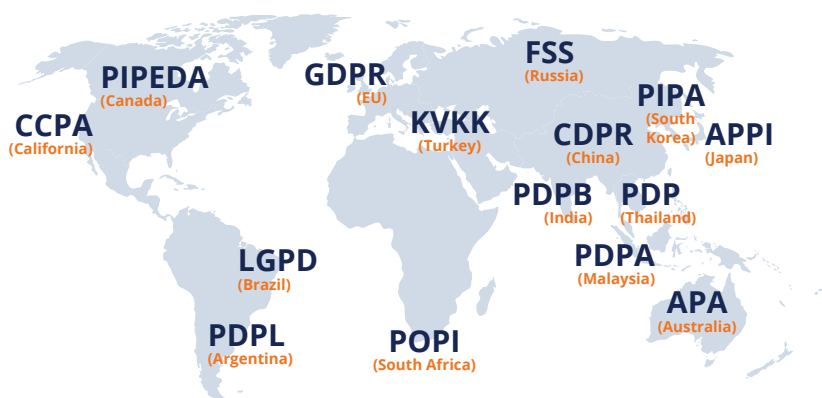 PIPEDA
(Canada)
CCPA
(California)
GDPR
(EU)
FSS
(Russia)
KVKK
(Turkey)
PIPA
(South
Korea)
CDPR
(China)
APPI
(Japan)
PDPB
(India)
PDP
(Thailand)
LGPD
(Brazil)
PDPA
(Malaysia)
APA
(Australia)
PDPL
(Argentina)
POPI
(South Africa)